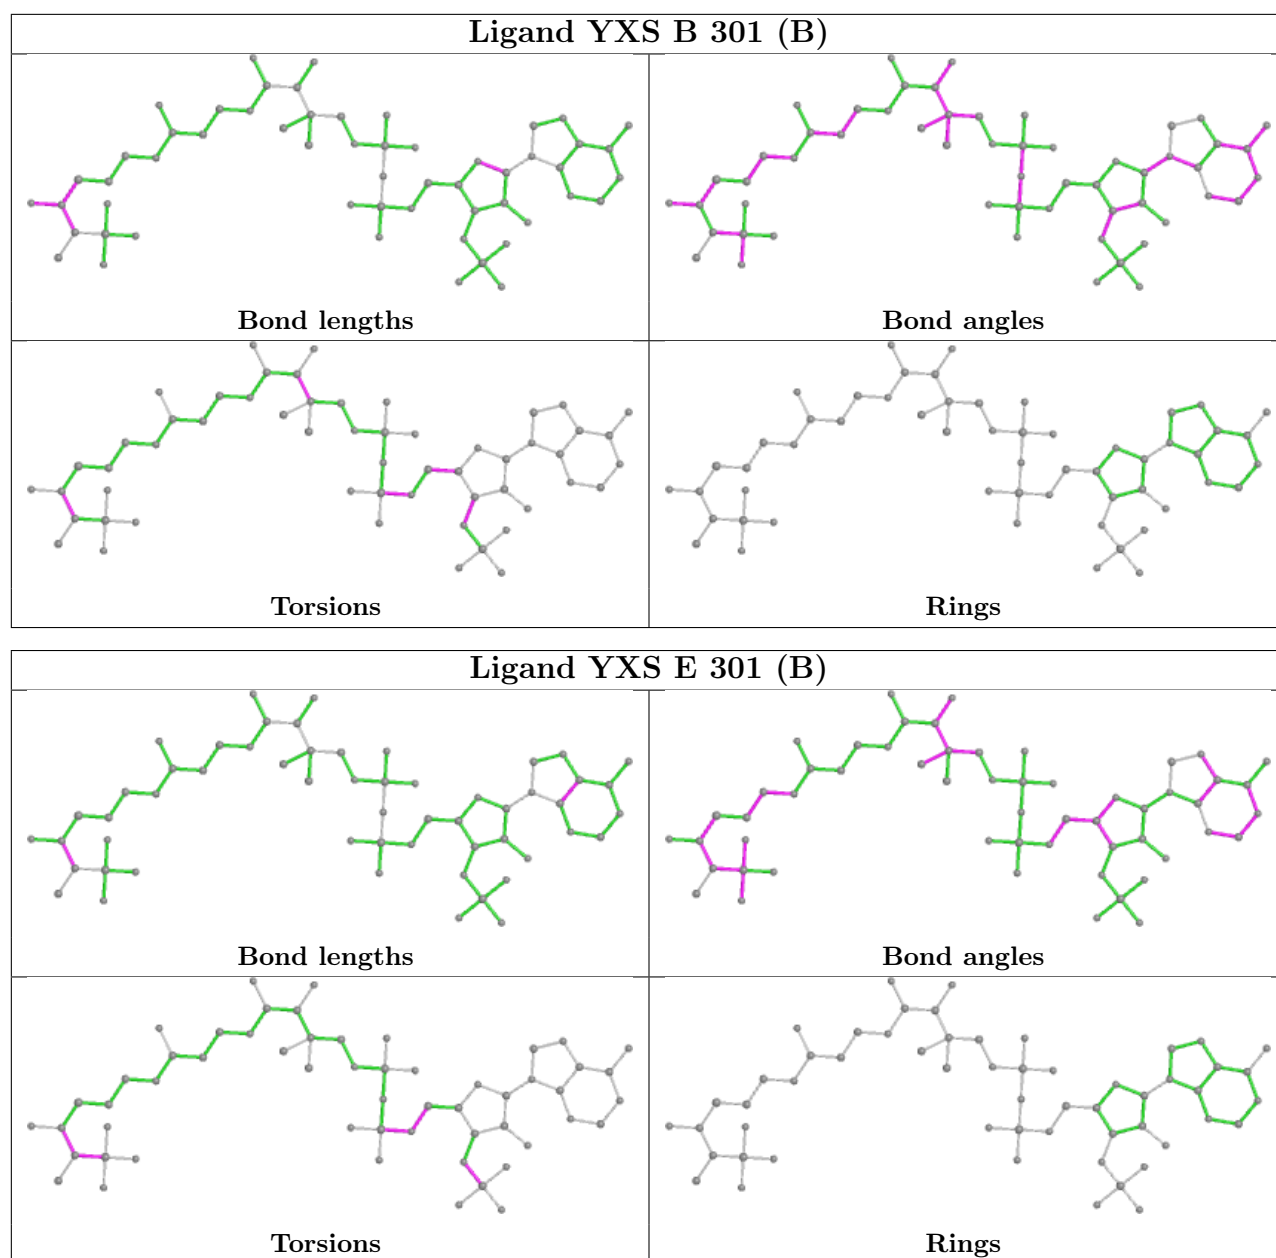 Ligand YXS B 301 (B)
Bond lengths
Bond angles
Torsions
Rings
Ligand YXS E 301 (B)
Bond lengths
Bond angles
Torsions
Rings